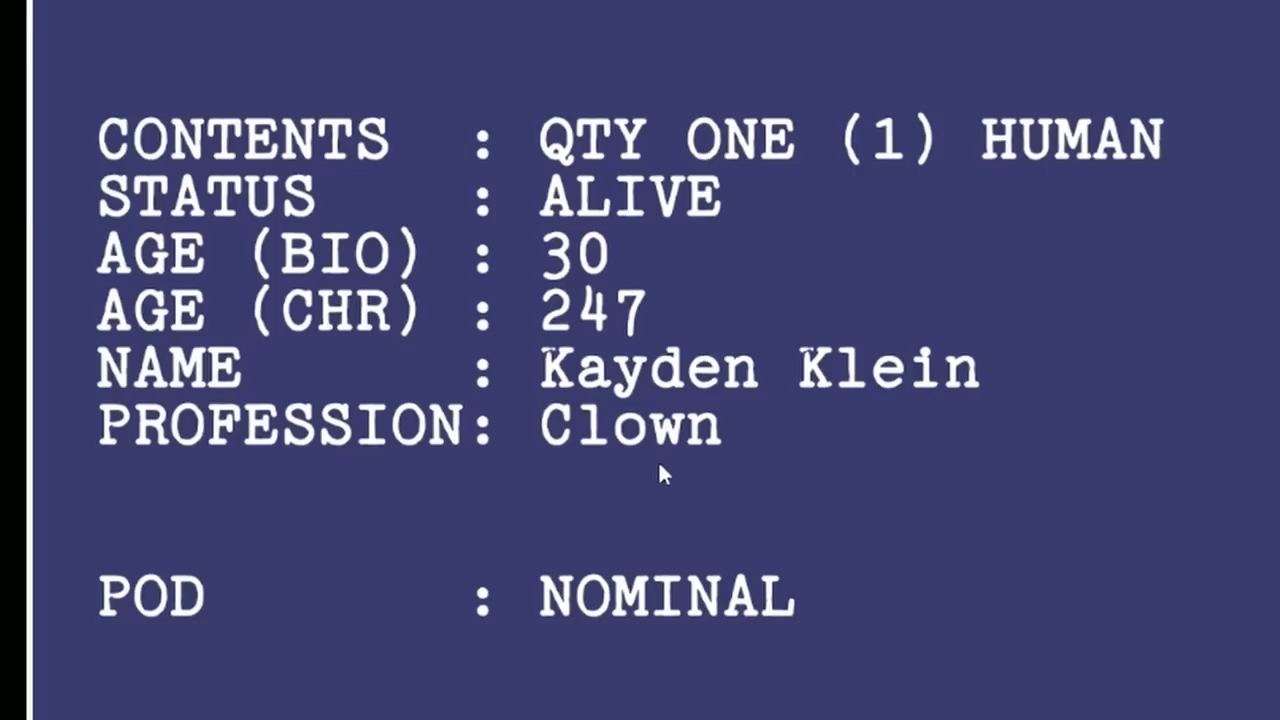 CONTENTS : QTY ONE (1) HUMAN
STATUS : ALIVE
AGE (BIO) : 30
AGE (CHR) : 247
NAME : Kayden Klein
PROFESSION: Clown
POD : NOMINAL